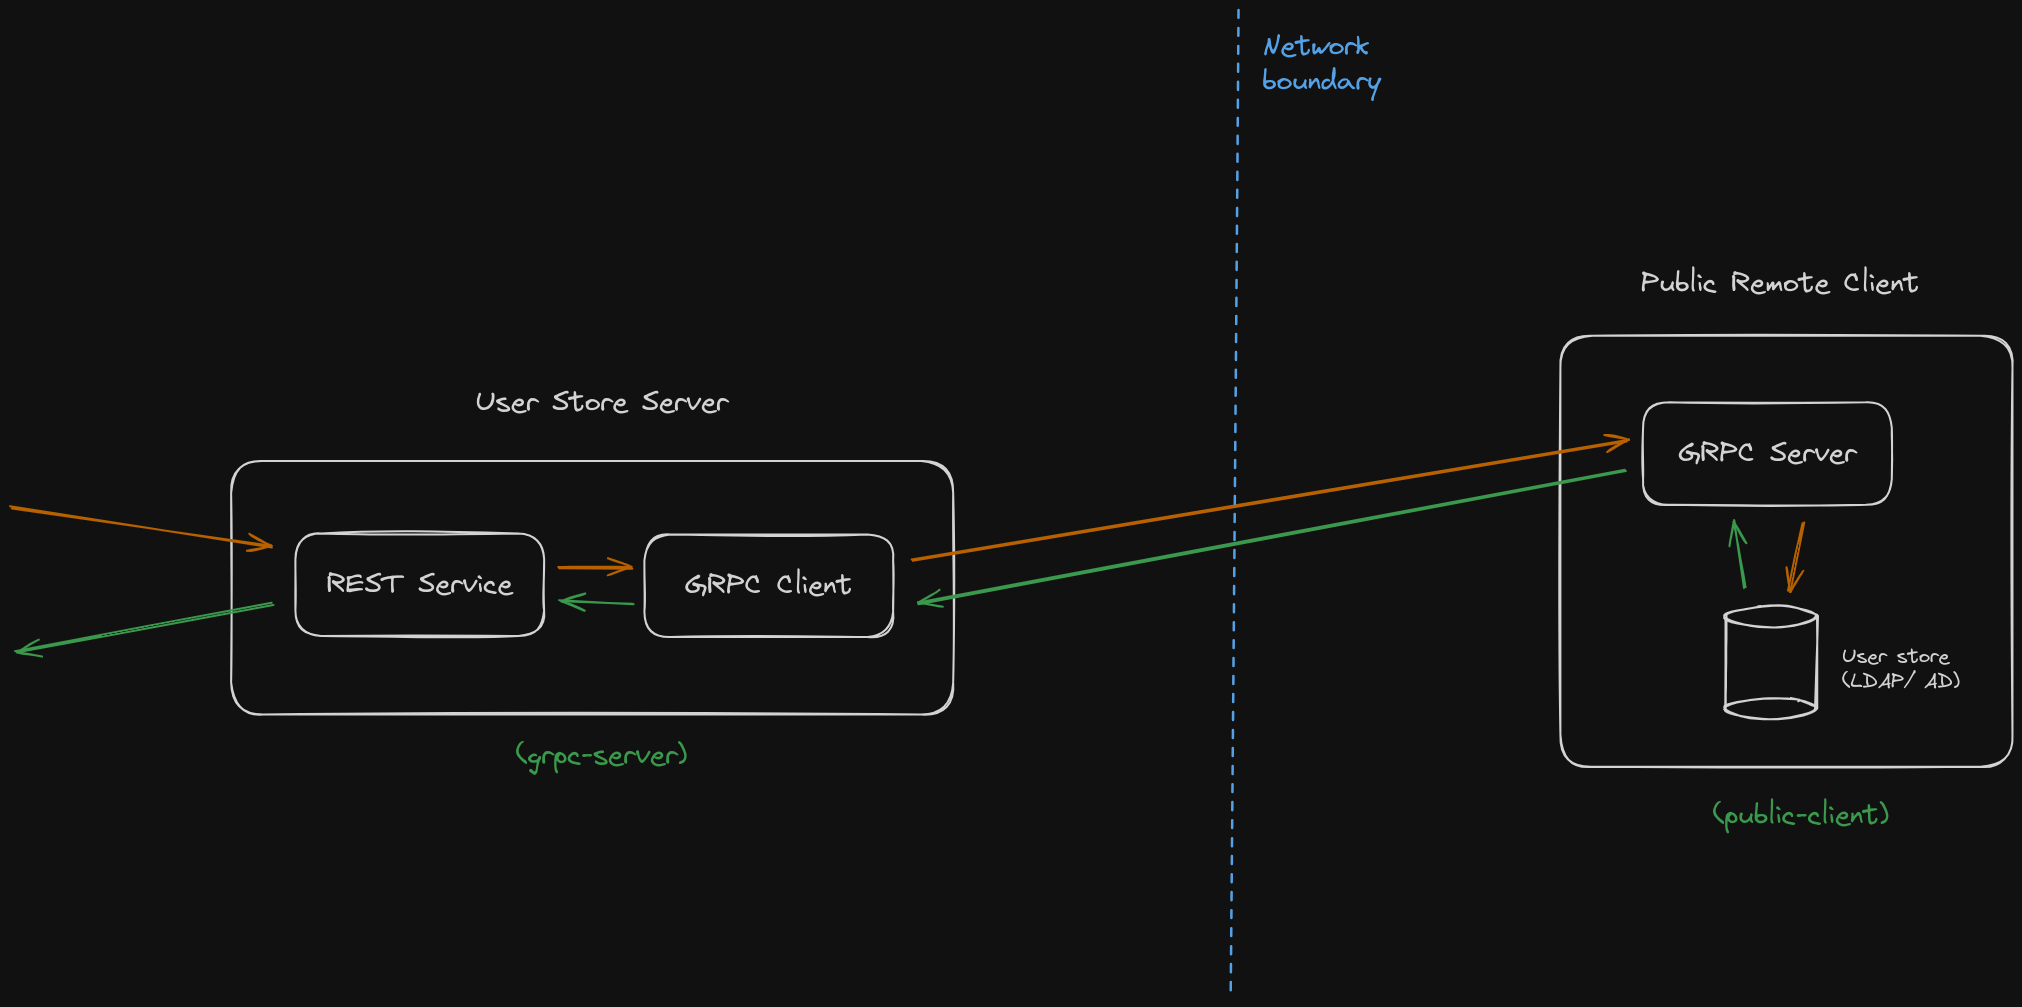 Network
boundary
Public Remote Client
User Store Server
GRPC Server
REST Service
GRPC Client
User store
(LDAP/ AD)
(grpc-server)
(public-client)